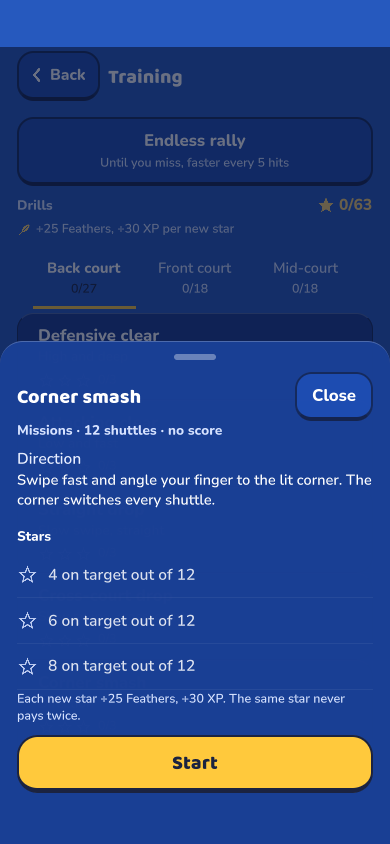 Back
Training
Endless rally
Until you miss, faster every 5 hits
Drills
0/63
+25 Feathers, +30 XP per new star
Back court
Front court
Mid-court
0/27
0/18
0/18
Defensive clear
Corner smash
Close
Missions · 12 shuttles · no score
Direction
Swipe fast and angle your finger to the lit corner. The
corner switches every shuttle.
Stars
4 on target out of 12
6 on target out of 12
8 on target out of 12
Each new star +25 Feathers, +30 XP. The same star never
pays twice.
Start